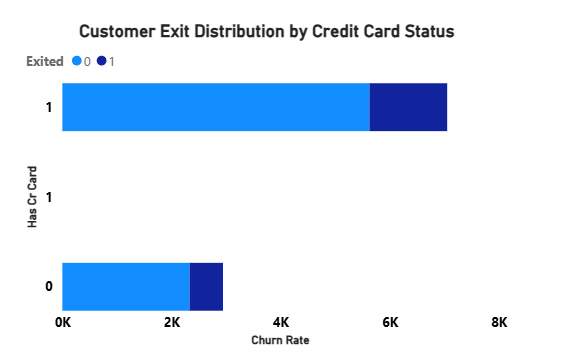 Customer Exit Distribution by Credit Card Status
Exited 0 1
1
1
0
Has Cr Card
0K 2K 4K 6K 8K
Churn Rate